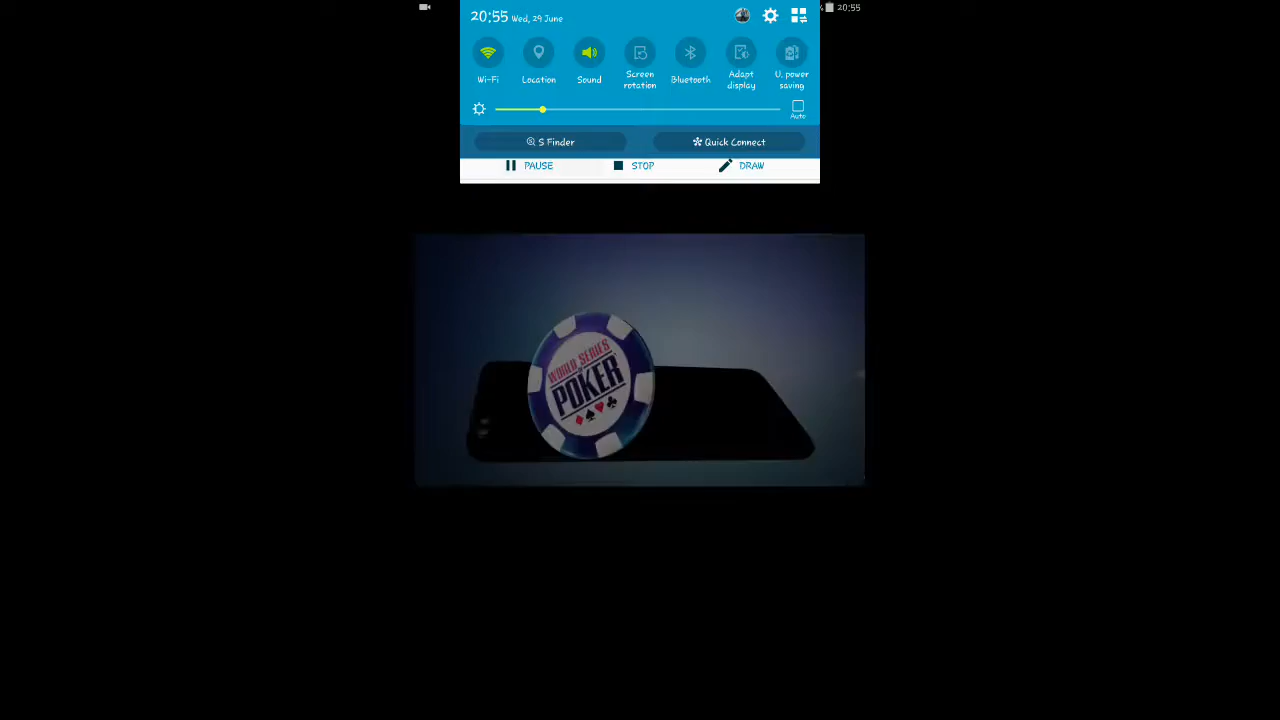 20:55 Wed, 29 June
20:55
Wi-Fi
Location
Sound
Screen rotation
Bluetooth
Adapt display
U. power saving
Auto
S Finder
Quick Connect
PAUSE
STOP
DRAW
WORLD SERIES
of
POKER